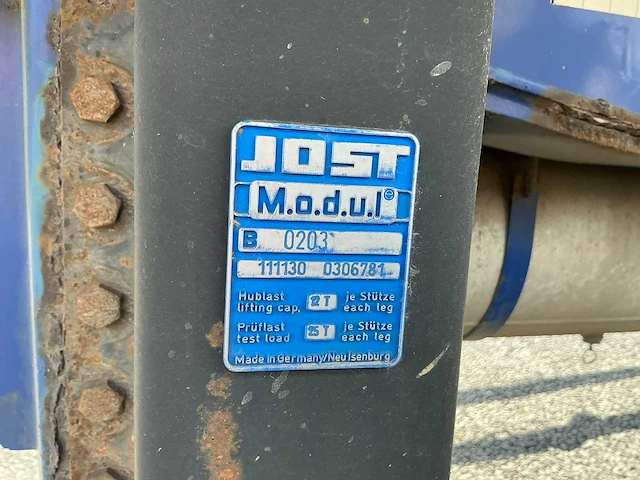 JOST
M.o.d.u.l ®
B 0203
111130 0306781
Hublast 12 T je Stütze
lifting cap. each leg
Prüflast 25 T je Stütze
test load each leg
Made in Germany/Neu Isenburg